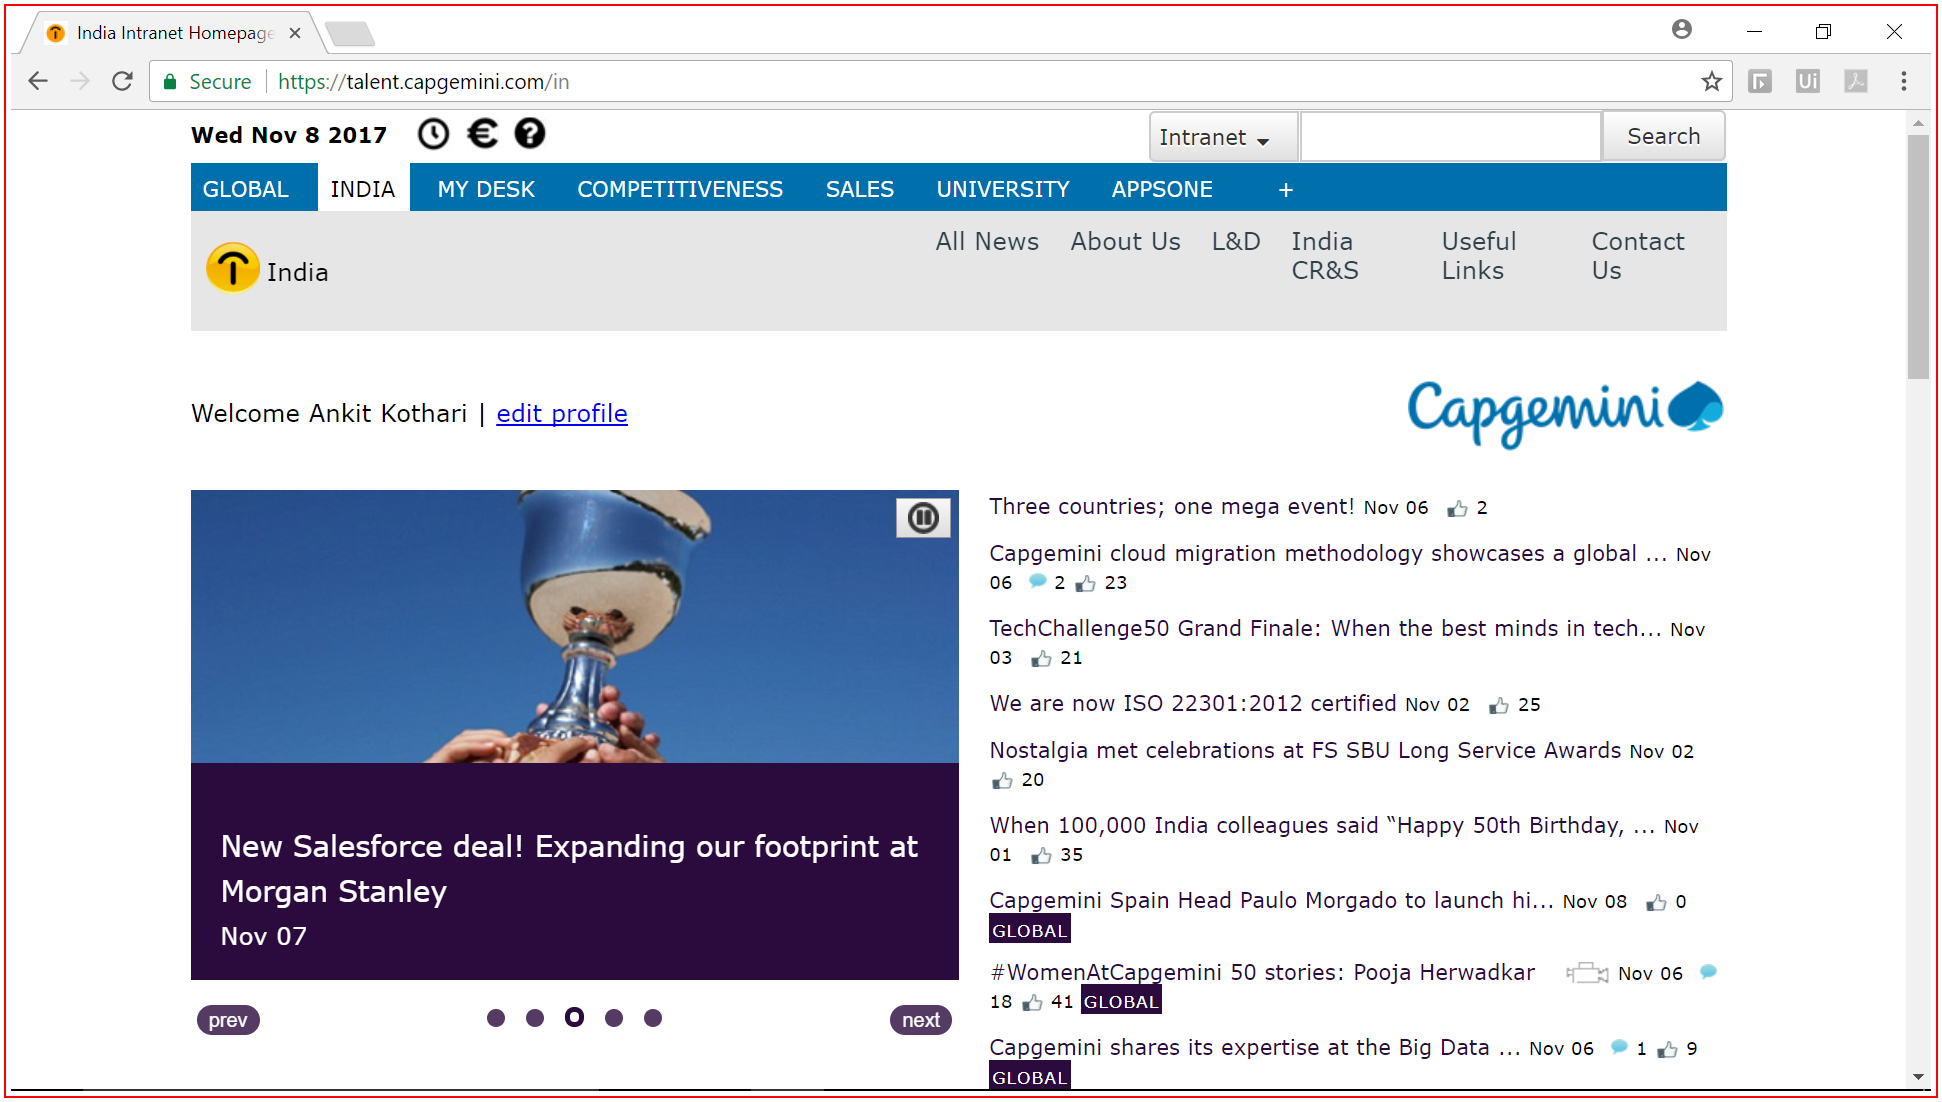 India Intranet Homepage
Secure https://talent.capgemini.com/in
Ui
Wed Nov 8 2017
Intranet
Search
GLOBAL INDIA MY DESK COMPETITIVENESS SALES UNIVERSITY APPSONE +
India
All News About Us L&D India CR&S Useful Links Contact Us
Welcome Ankit Kothari | edit profile
Capgemini
New Salesforce deal! Expanding our footprint at
Morgan Stanley
Nov 07
prev
next
Three countries; one mega event! Nov 06 2
Capgemini cloud migration methodology showcases a global ... Nov
06 2 23
TechChallenge50 Grand Finale: When the best minds in tech... Nov
03 21
We are now ISO 22301:2012 certified Nov 02 25
Nostalgia met celebrations at FS SBU Long Service Awards Nov 02
20
When 100,000 India colleagues said “Happy 50th Birthday, ... Nov
01 35
Capgemini Spain Head Paulo Morgado to launch hi... Nov 08 0
GLOBAL
#WomenAtCapgemini 50 stories: Pooja Herwadkar Nov 06
18 41 GLOBAL
Capgemini shares its expertise at the Big Data ... Nov 06 1 9
GLOBAL